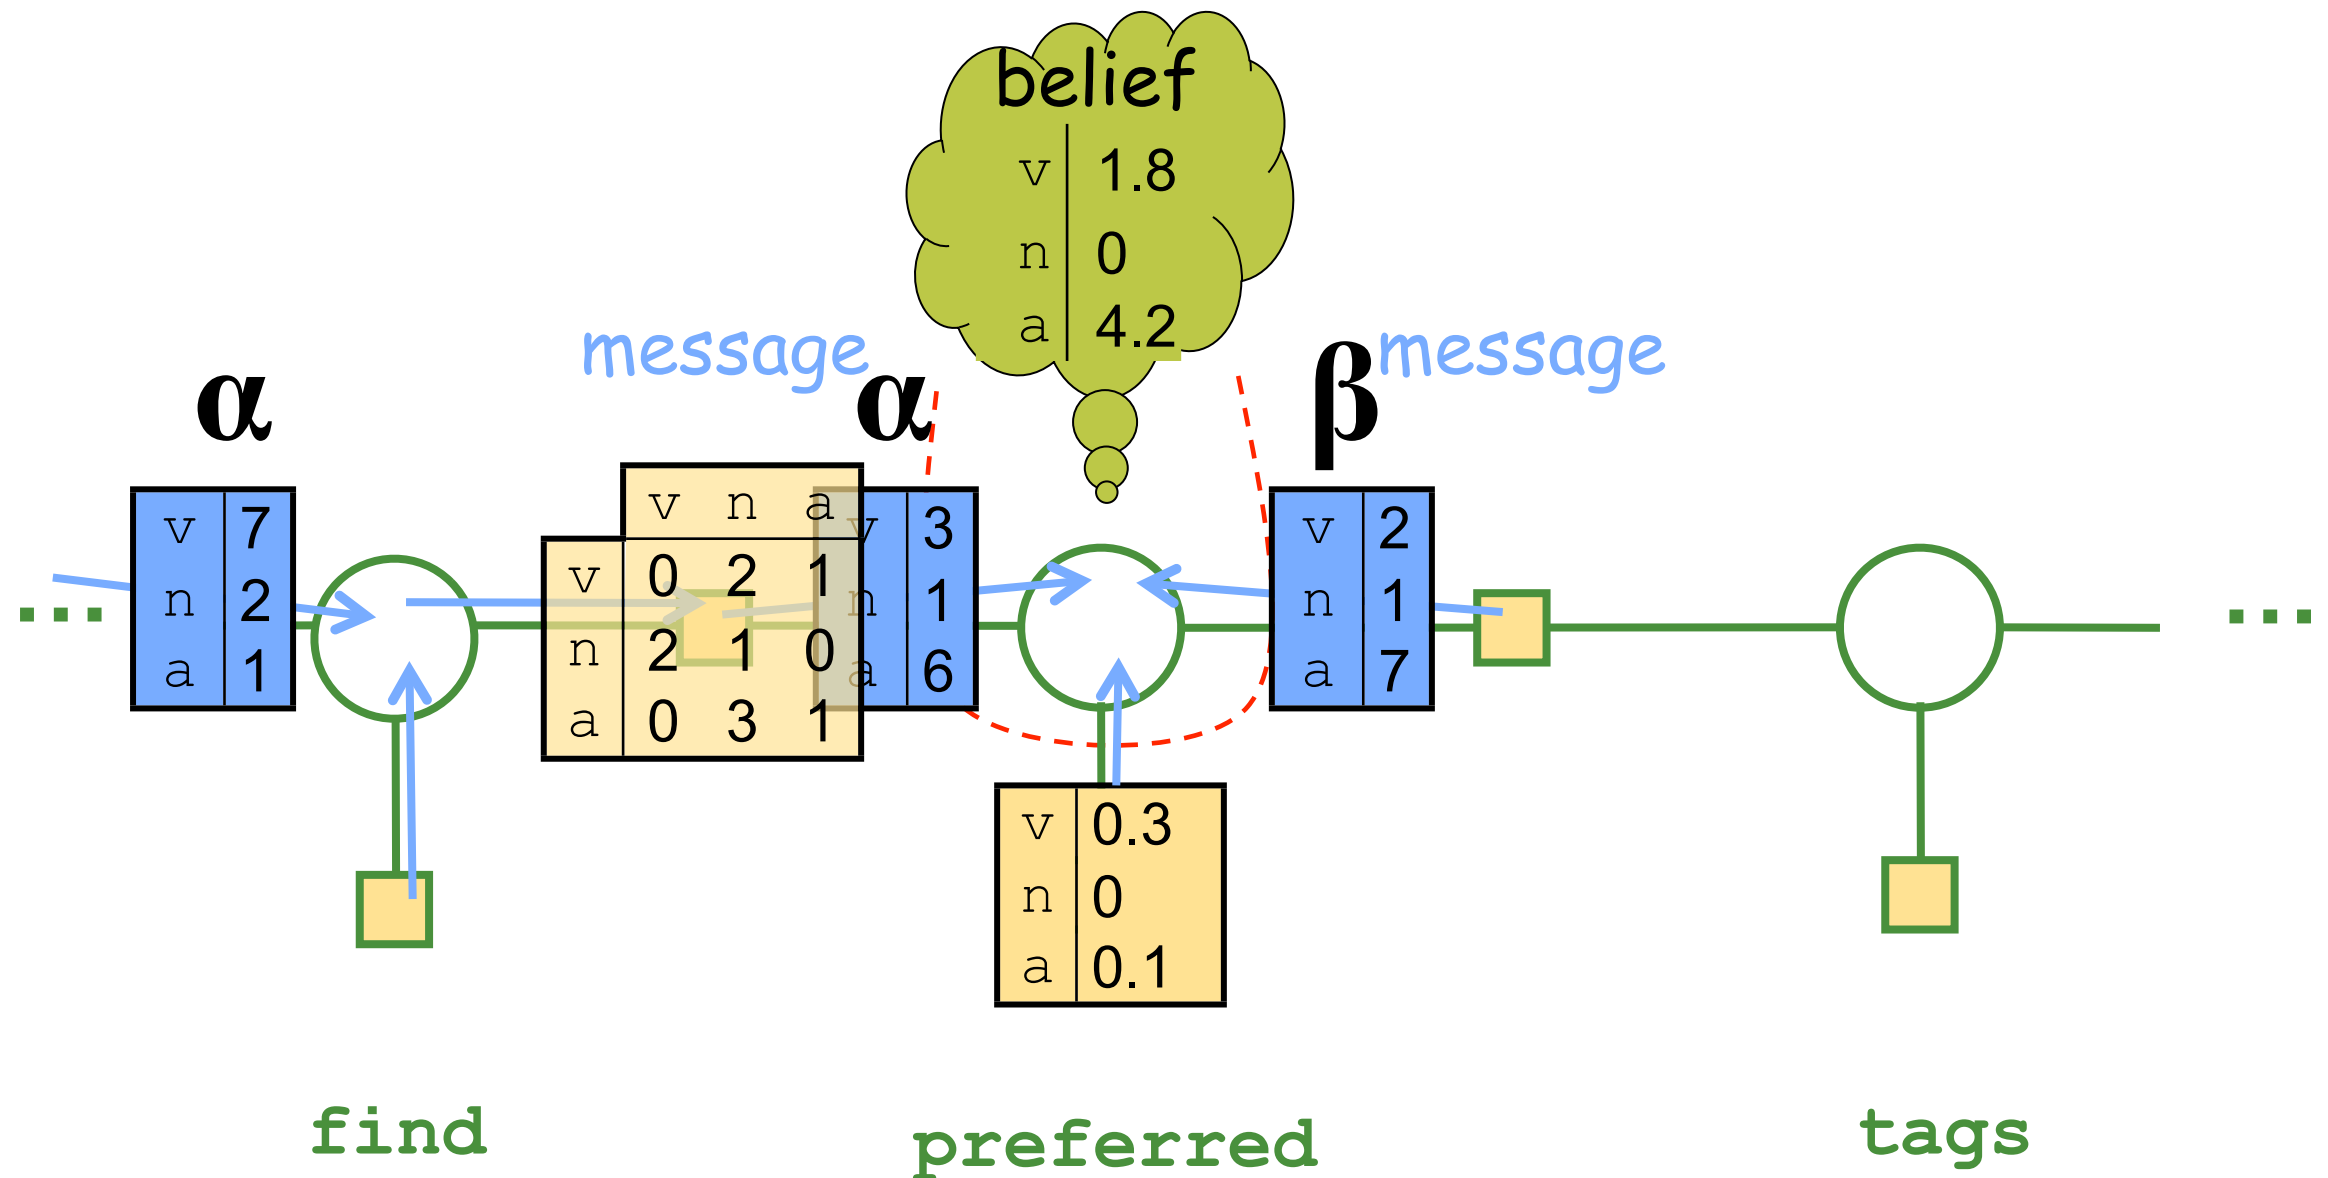 belief
v 1.8
n 0
a 4.2
message
α
α
β
message
v 7
n 2
a 1
v n a
v 0 2 1
n 2 1 0
a 0 3 1
v 3
n 1
a 6
v 2
n 1
a 7
...
...
v 0.3
n 0
a 0.1
find
preferred
tags